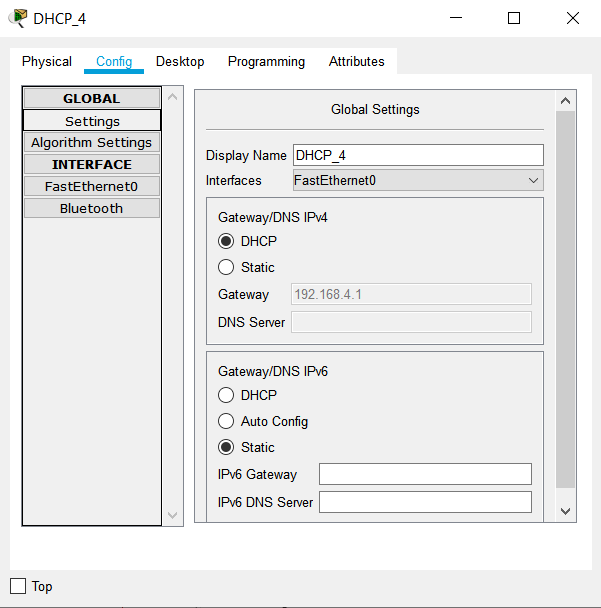 DHCP_4
Physical Config Desktop Programming Attributes
GLOBAL
Settings
Algorithm Settings
INTERFACE
FastEthernet0
Bluetooth
Global Settings
Display Name DHCP_4
Interfaces FastEthernet0
Gateway/DNS IPv4
DHCP
Static
Gateway 192.168.4.1
DNS Server
Gateway/DNS IPv6
DHCP
Auto Config
Static
IPv6 Gateway
IPv6 DNS Server
Top